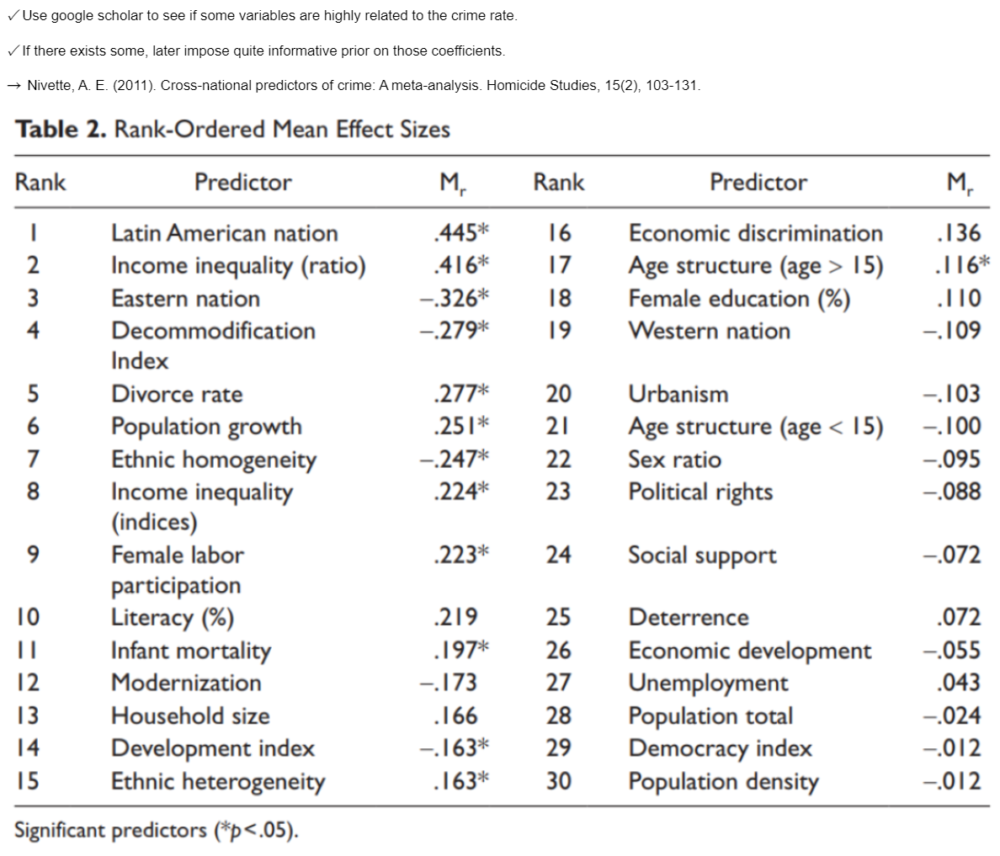 ✓Use google scholar to see if some variables are highly related to the crime rate.
✓If there exists some, later impose quite informative prior on those coefficients.
→ Nivette, A. E. (2011). Cross-national predictors of crime: A meta-analysis. Homicide Studies, 15(2), 103-131.
Table 2. Rank-Ordered Mean Effect Sizes
Rank Predictor Mr Rank Predictor Mr
1 Latin American nation .445* 16 Economic discrimination .136
2 Income inequality (ratio) .416* 17 Age structure (age > 15) .116*
3 Eastern nation –.326* 18 Female education (%) .110
4 Decommodification –.279* 19 Western nation –.109
Index
5 Divorce rate .277* 20 Urbanism –.103
6 Population growth .251* 21 Age structure (age < 15) –.100
7 Ethnic homogeneity –.247* 22 Sex ratio –.095
8 Income inequality .224* 23 Political rights –.088
(indices)
9 Female labor .223* 24 Social support –.072
participation
10 Literacy (%) .219 25 Deterrence .072
11 Infant mortality .197* 26 Economic development –.055
12 Modernization –.173 27 Unemployment .043
13 Household size .166 28 Population total –.024
14 Development index –.163* 29 Democracy index –.012
15 Ethnic heterogeneity .163* 30 Population density –.012
Significant predictors (*p<.05).